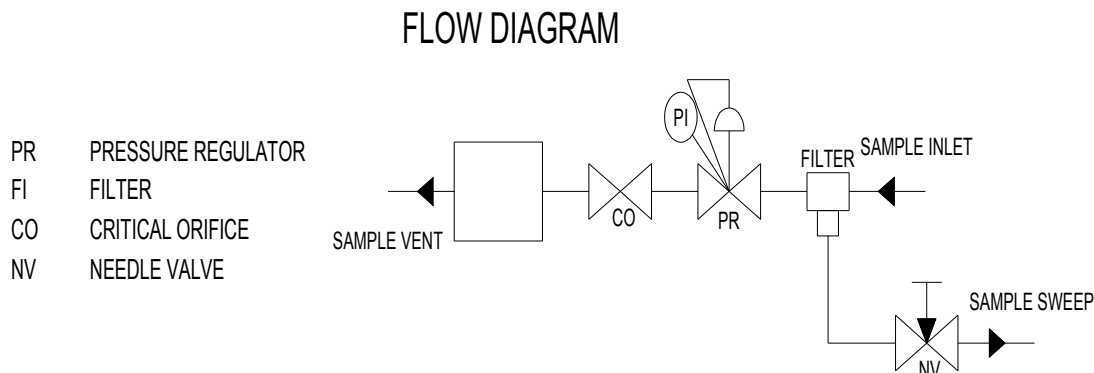 FLOW DIAGRAM
PR PRESSURE REGULATOR
FI FILTER
CO CRITICAL ORIFICE
NV NEEDLE VALVE
PI
FILTER
SAMPLE INLET
CO
PR
SAMPLE VENT
SAMPLE SWEEP
NV